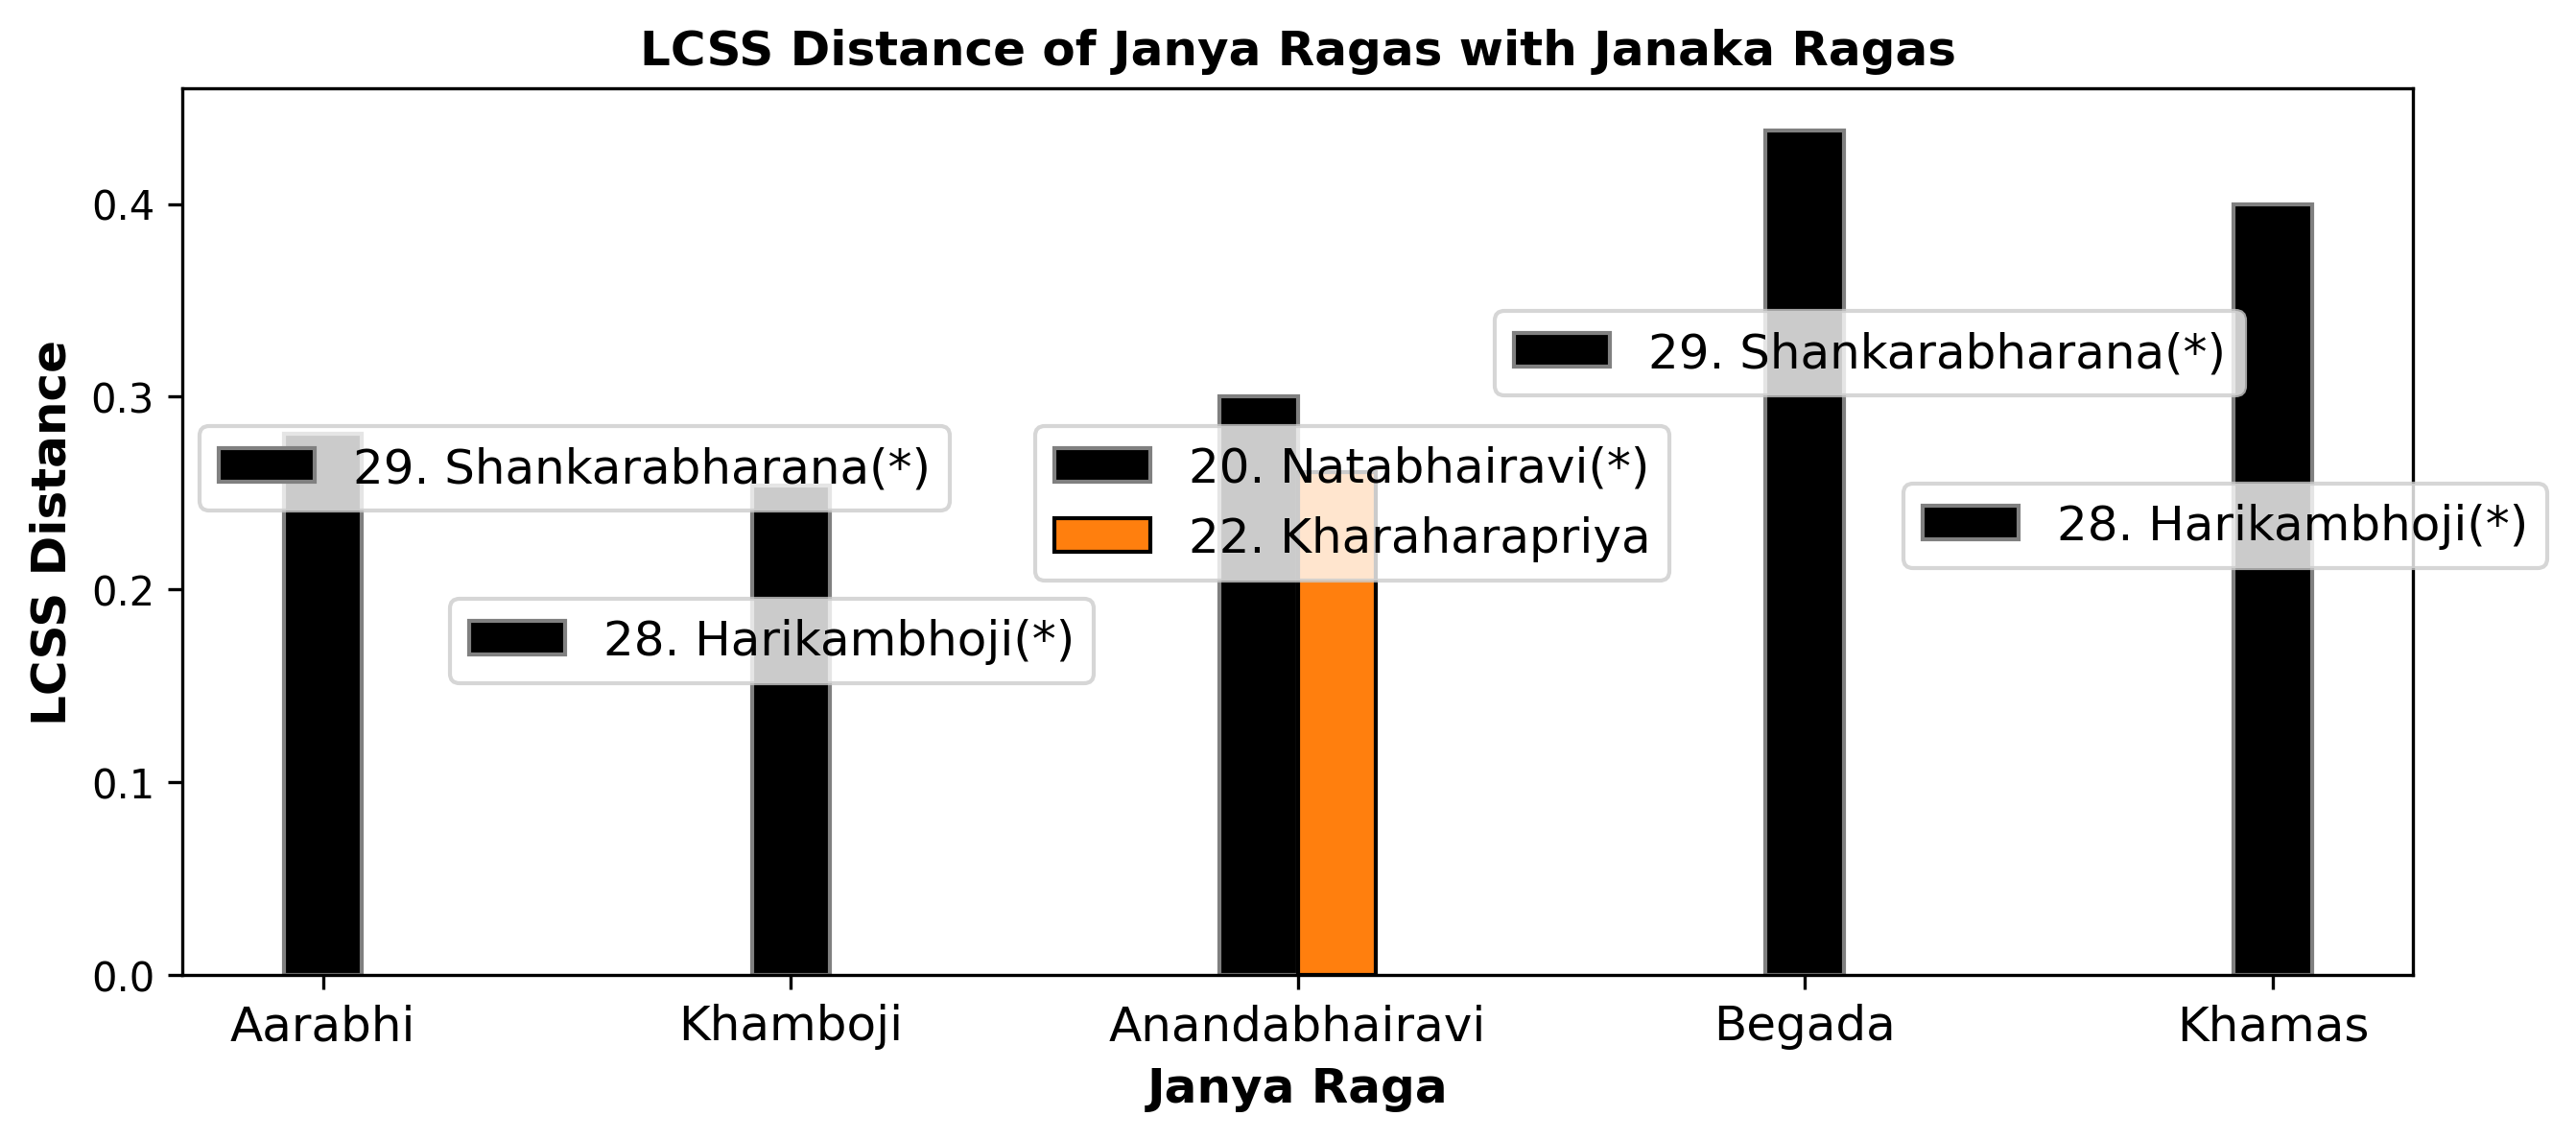 LCSS Distance of Janya Ragas with Janaka Ragas
LCSS Distance
0.4
0.3
0.2
0.1
0.0
29. Shankarabharana(*)
28. Harikambhoji(*)
20. Natabhairavi(*)
22. Kharaharapriya
29. Shankarabharana(*)
28. Harikambhoji(*)
Aarabhi
Khamboji
Anandabhairavi
Begada
Khamas
Janya Raga